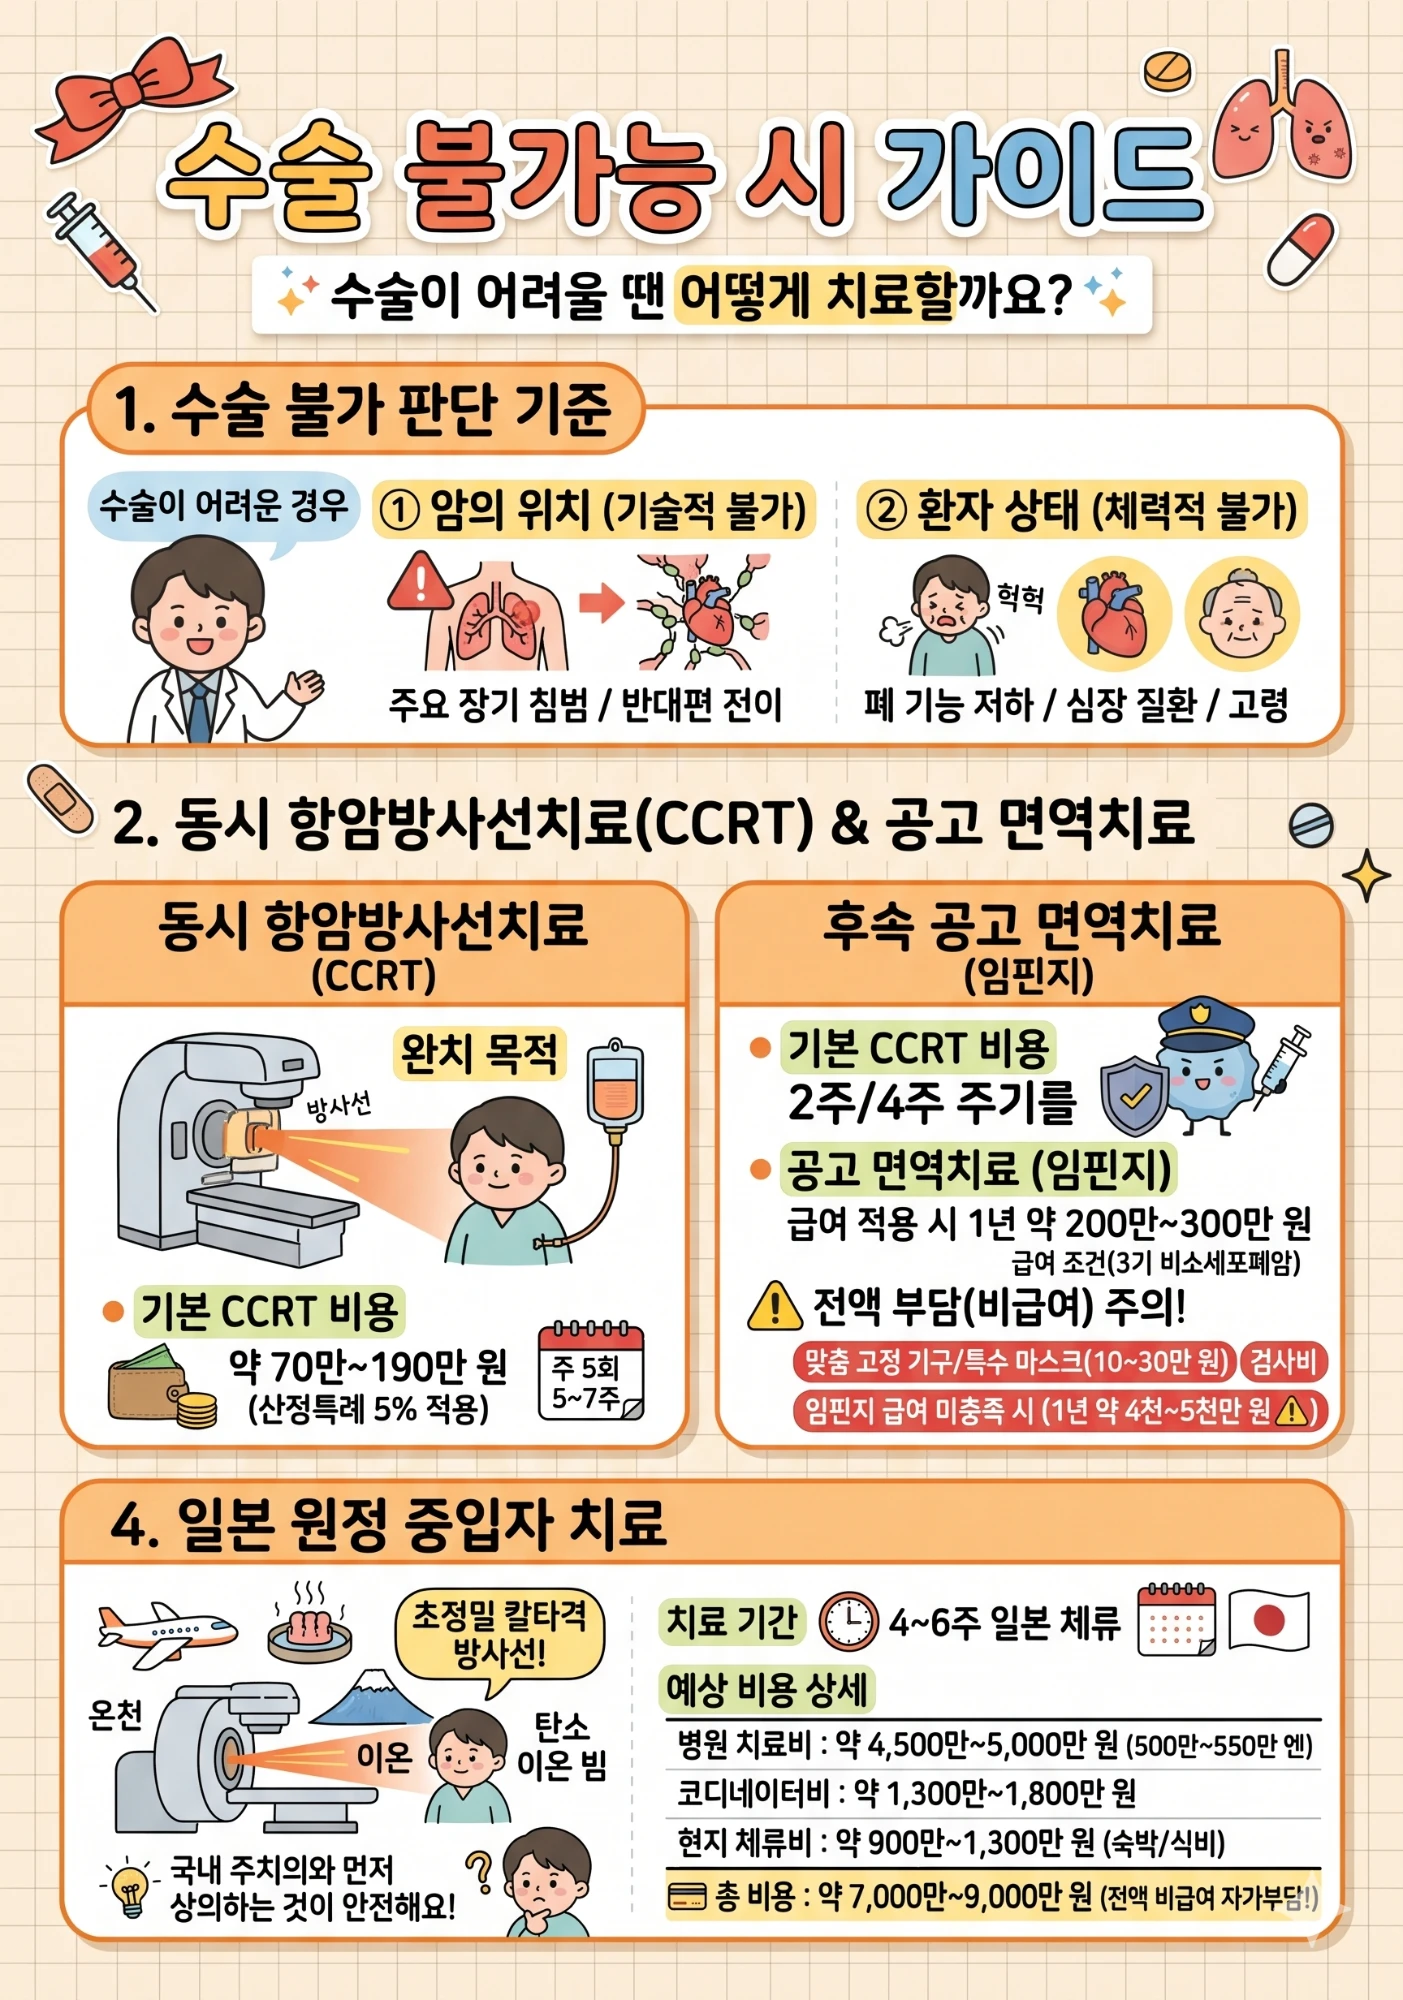 수술 불가능 시 가이드
수술이 어려울 땐 어떻게 치료할까요?
1. 수술 불가 판단 기준
수술이 어려운 경우
① 암의 위치 (기술적 불가)
주요 장기 침범 / 반대편 전이
② 환자 상태 (체력적 불가)
헉헉
폐 기능 저하 / 심장 질환 / 고령
2. 동시 항암방사선치료(CCRT) & 공고 면역치료
동시 항암방사선치료
(CCRT)
완치 목적
방사선
기본 CCRT 비용
약 70만~190만 원
(산정특례 5% 적용)
주 5회
5~7주
후속 공고 면역치료
(임핀지)
기본 CCRT 비용
2주/4주 주기를
공고 면역치료 (임핀지)
급여 적용 시 1년 약 200만~300만 원
급여 조건(3기 비소세포폐암)
전액 부담(비급여) 주의!
맞춤 고정 기구/특수 마스크(10~30만 원) 검사비
임핀지 급여 미충족 시 (1년 약 4천~5천만 원 ⚠)
4. 일본 원정 중입자 치료
초정밀 칼타격
방사선!
온천
이온
탄소
이온 빔
국내 주치의와 먼저
상의하는 것이 안전해요!
?
치료 기간 4~6주 일본 체류
예상 비용 상세
병원 치료비 : 약 4,500만~5,000만 원 (500만~550만 엔)
코디네이터비 : 약 1,300만~1,800만 원
현지 체류비 : 약 900만~1,300만 원 (숙박/식비)
총 비용 : 약 7,000만~9,000만 원 (전액 비급여 자가부담!)